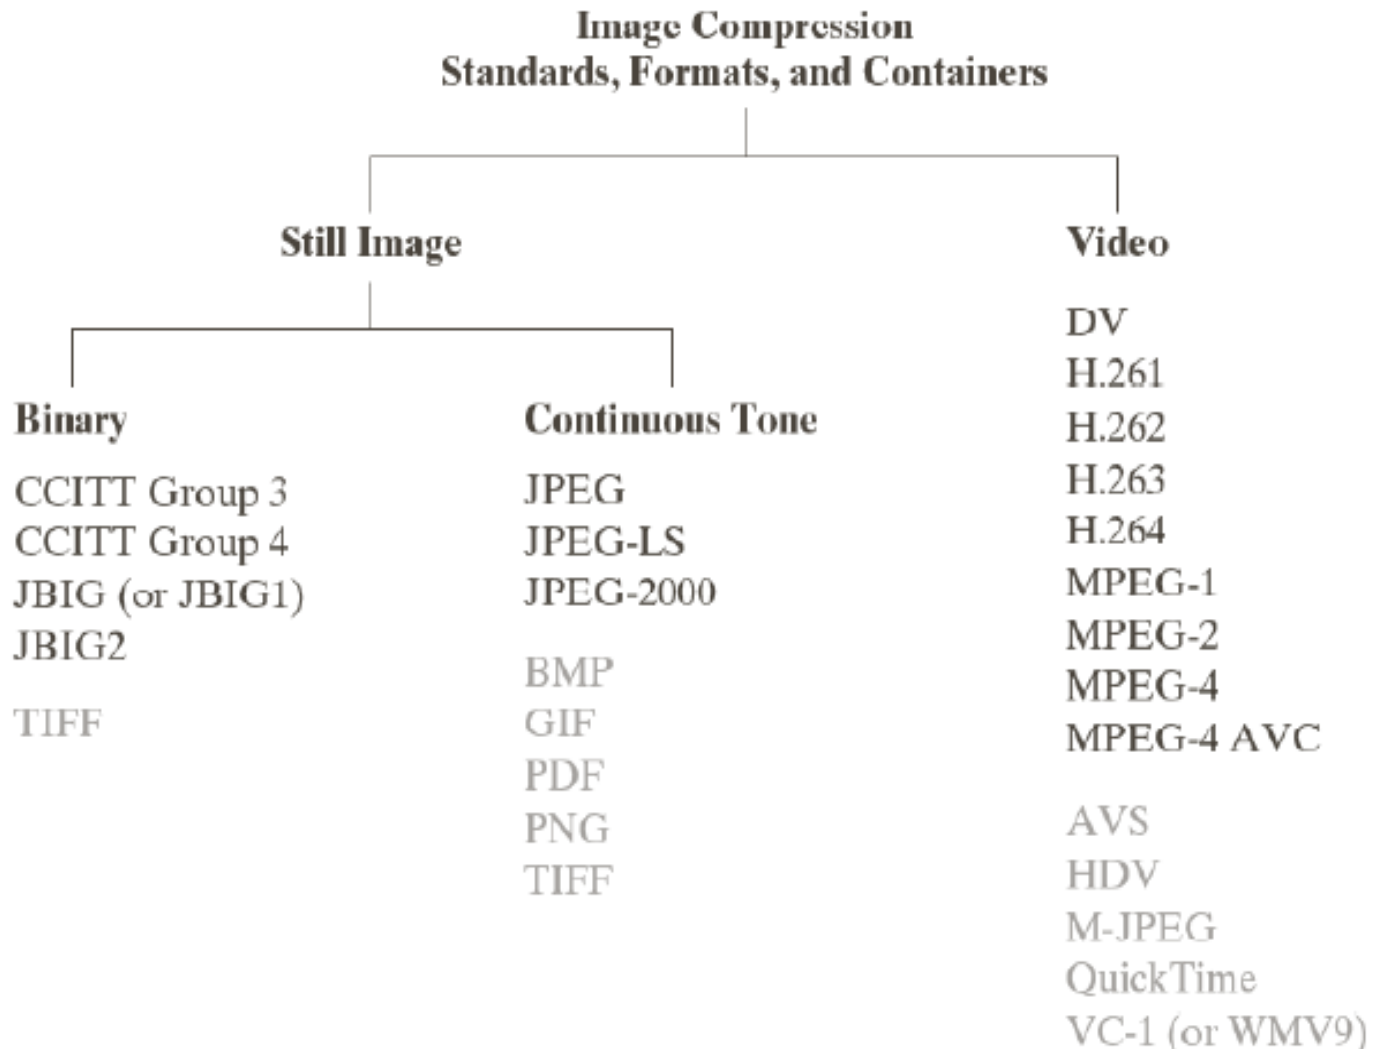 Image Compression
Standards, Formats, and Containers
Still Image
Video
Binary
CCITT Group 3
CCITT Group 4
JBIG (or JBIG1)
JBIG2
TIFF
Continuous Tone
JPEG
JPEG-LS
JPEG-2000
BMP
GIF
PDF
PNG
TIFF
DV
H.261
H.262
H.263
H.264
MPEG-1
MPEG-2
MPEG-4
MPEG-4 AVC
AVS
HDV
M-JPEG
QuickTime
VC-1 (or WMV9)